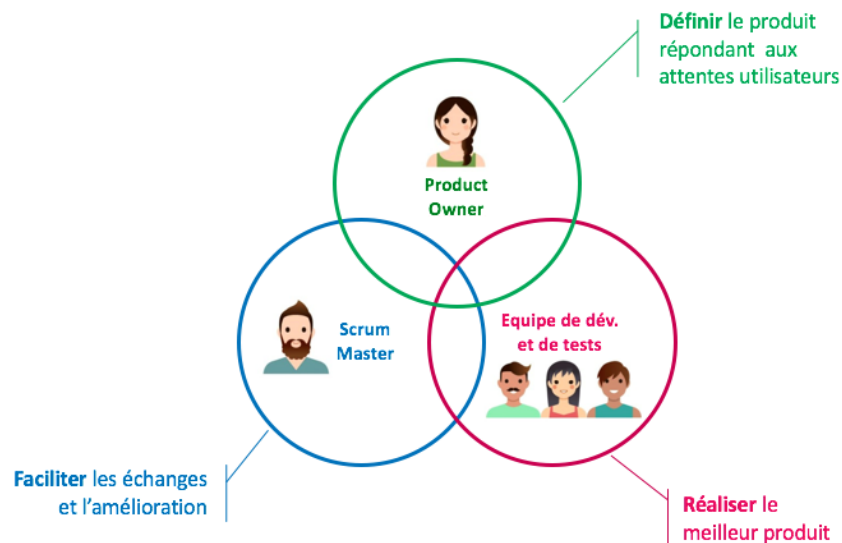 Définir le produit
répondant aux
attentes utilisateurs
Product
Owner
Scrum
Master
Equipe de dév.
et de tests
Faciliter les échanges
et l'amélioration
Réaliser le
meilleur produit